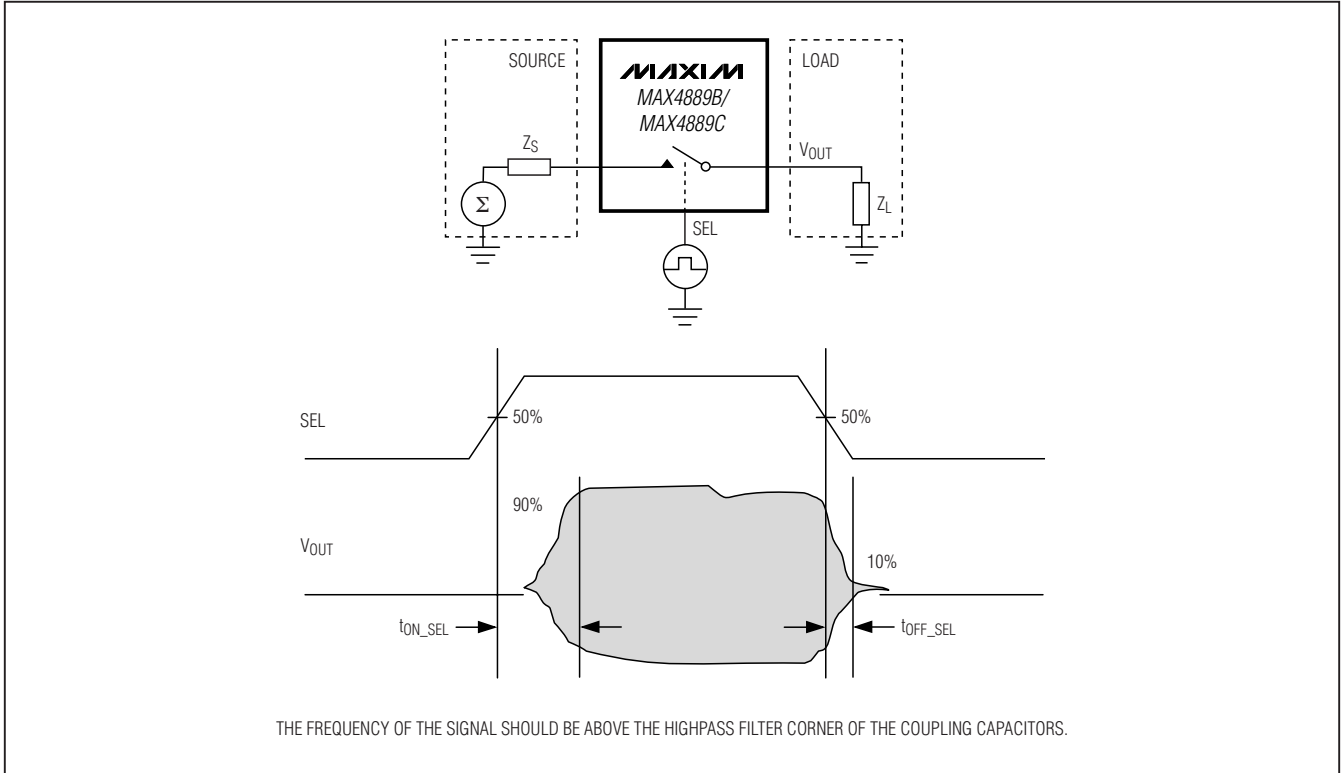 SOURCE
MAXIM
MAX4889B/
MAX4889C
LOAD
ZS
VOUT
Σ
ZL
SEL
SEL
50%
50%
90%
VOUT
10%
tON_SEL
tOFF_SEL
THE FREQUENCY OF THE SIGNAL SHOULD BE ABOVE THE HIGHPASS FILTER CORNER OF THE COUPLING CAPACITORS.